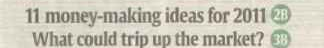 11 money-making ideas for 2011 2B
What could trip up the market? 3B